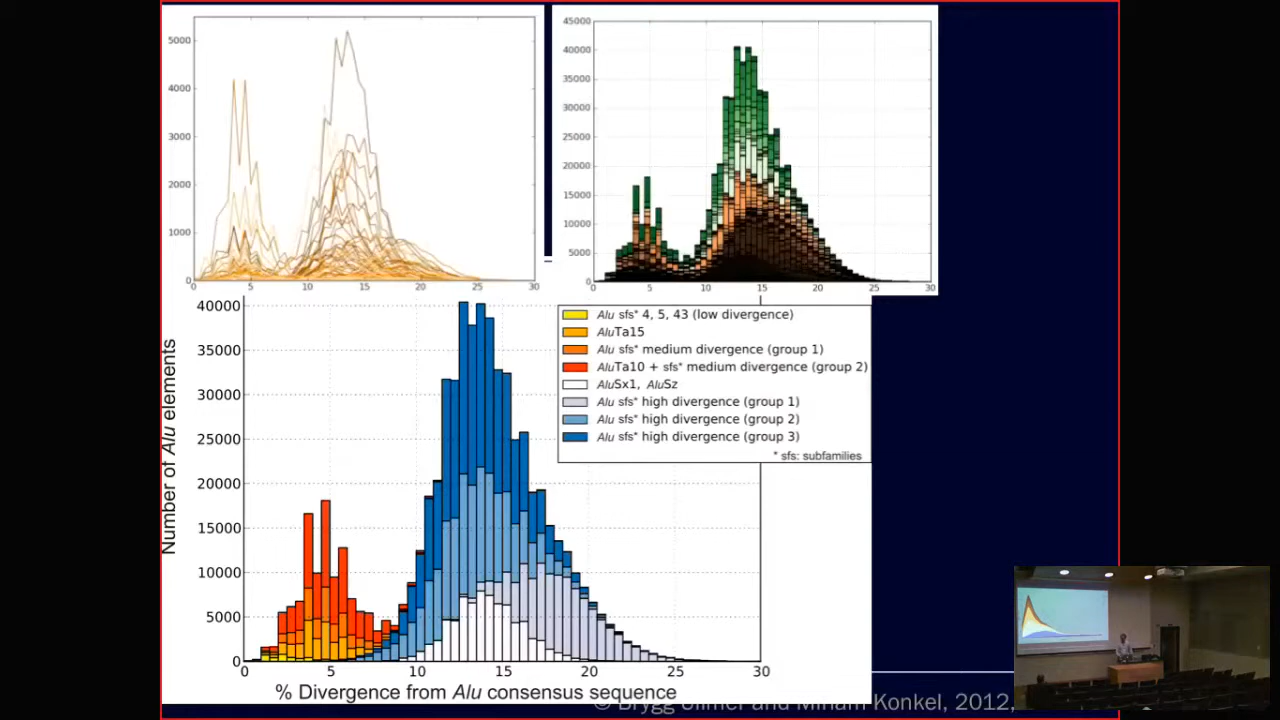 5000
4000
3000
2000
1000
0
0 5 10 15 20 25 30
45000
40000
35000
30000
25000
20000
15000
10000
5000
0
0 5 10 15 20 25 30
Number of Alu elements
40000
35000
30000
25000
20000
15000
10000
5000
0
0 5 10 15 20 25 30
% Divergence from Alu consensus sequence
Alu sfs* 4, 5, 43 (low divergence)
AluTa15
Alu sfs* medium divergence (group 1)
AluTa10 + sfs* medium divergence (group 2)
AluSx1, AluSz
Alu sfs* high divergence (group 1)
Alu sfs* high divergence (group 2)
Alu sfs* high divergence (group 3)
* sfs: subfamilies
© Brygg Ullmer and Miriam Konkel, 2012,